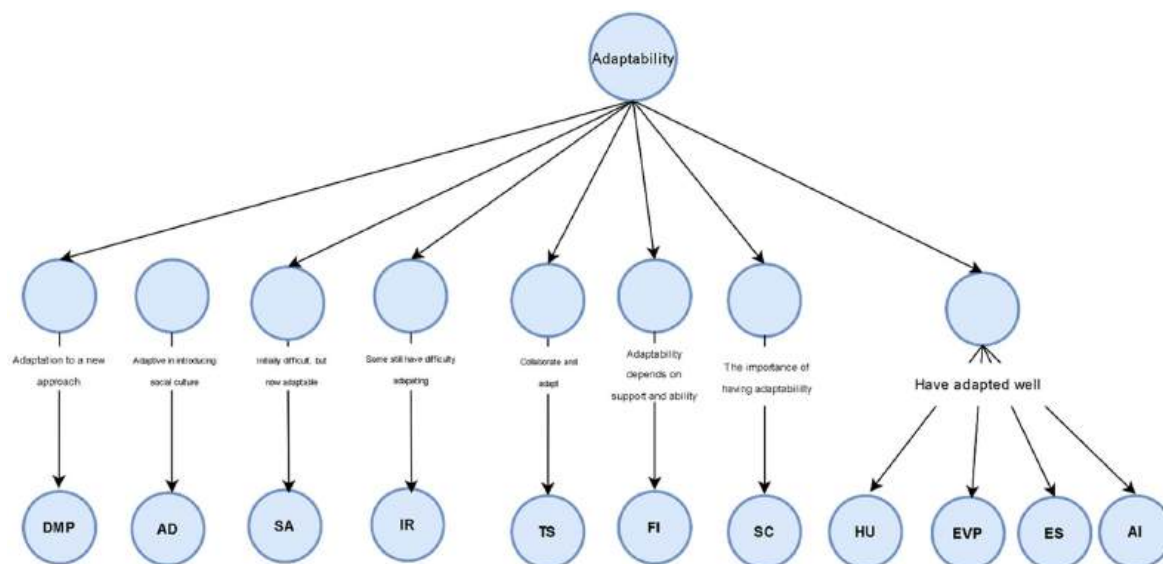 Adaptability
Adaptation to a new
approach
Adaptive in introducing
social culture
Initially difficult, but
now adaptable
Some still have difficulty
adapating
Collaborate and
adapt
Adaptability
depends on
support and ability
The importance of
having adaptabililty
Have adapted well
DMP
AD
SA
IR
TS
FI
SC
HU
EVP
ES
AI